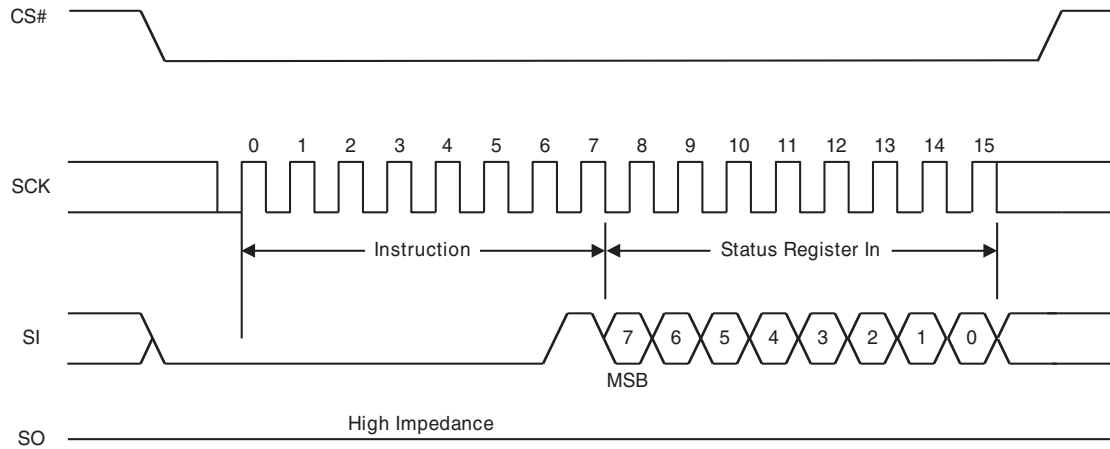 CS#
0 1 2 3 4 5 6 7 8 9 10 11 12 13 14 15
SCK
Instruction Status Register In
SI 7 6 5 4 3 2 1 0
MSB
High Impedance
SO